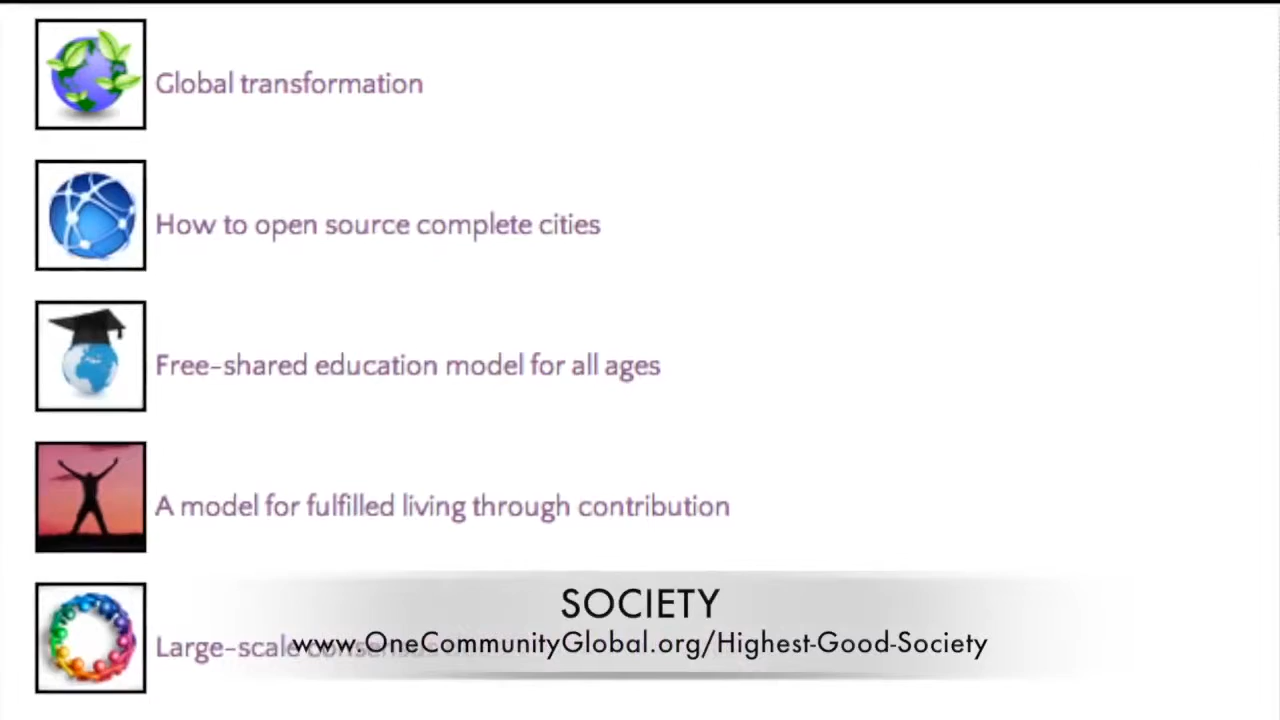 Global transformation
How to open source complete cities
Free-shared education model for all ages
A model for fulfilled living through contribution
SOCIETY
Large-scale consensus
www.OneCommunityGlobal.org/Highest-Good-Society